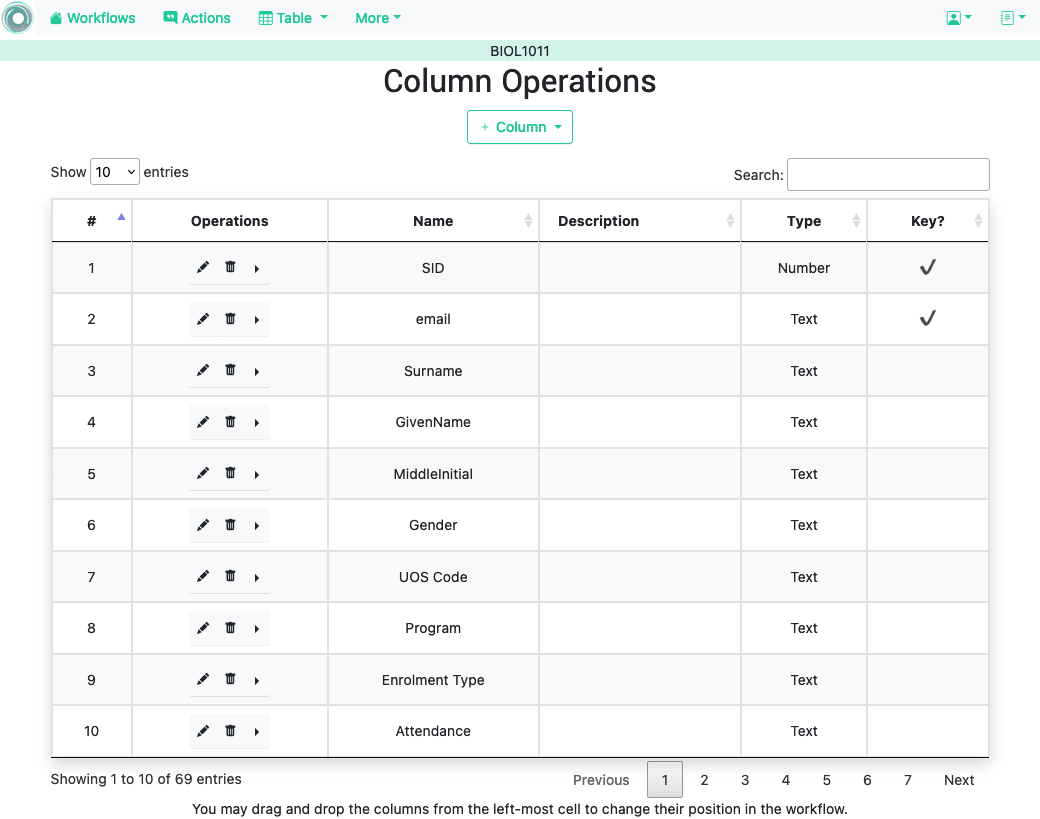 Workflows Actions Table More
BIOL1011
Column Operations
+ Column
Show 10 entries Search:
# Operations Name Description Type Key?
1 SID Number ✓
2 email Text ✓
3 Surname Text
4 GivenName Text
5 MiddleInitial Text
6 Gender Text
7 UOS Code Text
8 Program Text
9 Enrolment Type Text
10 Attendance Text
Showing 1 to 10 of 69 entries Previous 1 2 3 4 5 6 7 Next
You may drag and drop the columns from the left-most cell to change their position in the workflow.